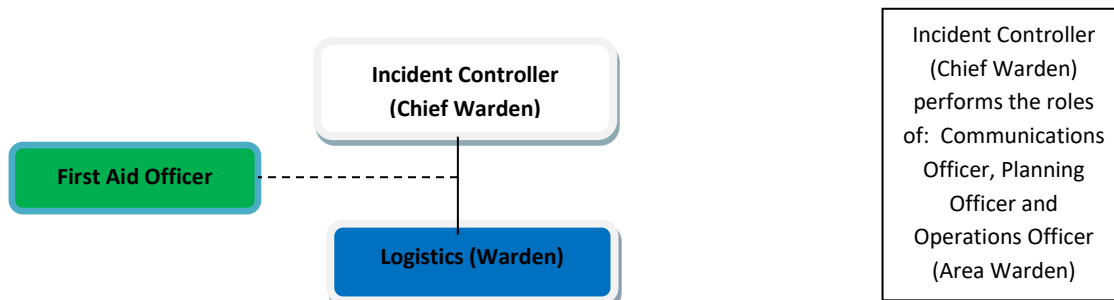 Incident Controller
(Chief Warden)
First Aid Officer
Logistics (Warden)
Incident Controller
(Chief Warden)
performs the roles
of:  Communications
Officer, Planning
Officer and
Operations Officer
(Area Warden)